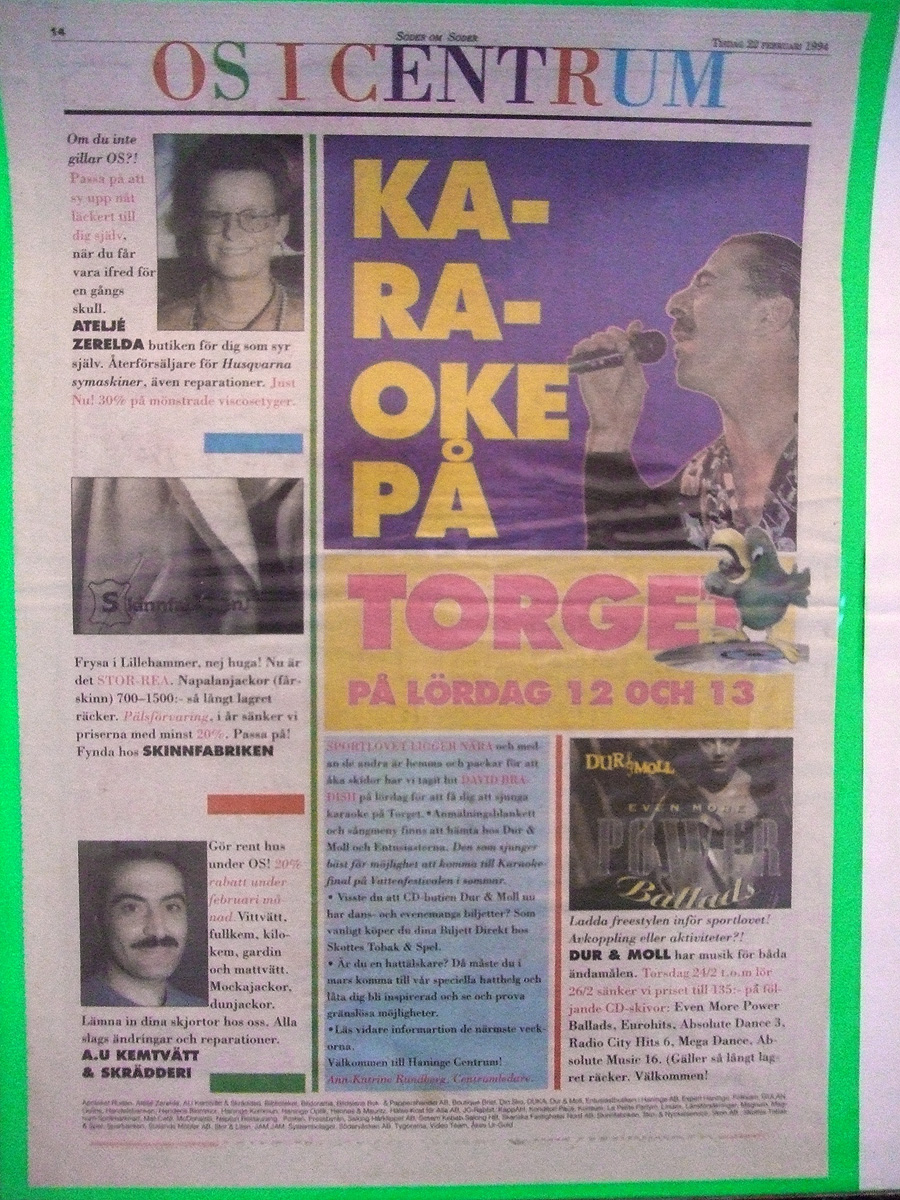 14
SÖDER OM SÖDER
TISDAG 22 FEBRUARI 1994
OS I CENTRUM
Om du inte
gillar OS?!
Passa på att
sy upp nåt
läckert till
dig själv,
när du får
vara ifred för
en gångs
skull.
ATELJÉ
ZERELDA butiken för dig som syr
själv. Återförsäljare för Husqvarna
symaskiner, även reparationer. Just
Nu! 30% på mönstrade viscosetyger.
Skinnfabriken
Frysa i Lillehammer, nej huga! Nu är
det STOR-REA. Napalanjackor (får-
skinn) 700–1500:- så långt lagret
räcker. Pälsförvaring, i år sänker vi
priserna med minst 20%. Passa på!
Fynda hos SKINNFABRIKEN
Gör rent hus
under OS! 20%
rabatt under
februari må
nad. Vittvätt,
fullkem, kilo-
kem, gardin
och mattvätt.
Mockajackor,
dunjackor.
Lämna in dina skjortor hos oss. Alla
slags ändringar och reparationer.
A.U KEMTVÄTT
& SKRÄDDERI
KA-
RA-
OKE
PÅ
TORGET
PÅ LÖRDAG 12 OCH 13
SPORTLOVET LIGGER NÄRA och med-
an de andra är hemma och packar för att
åka skidor har vi tagit hit DAVID BRA-
DISH på lördag för att få dig att sjunga
karaoke på Torget. • Anmälningsblankett
och sångmeny finns att hämta hos Dur &
Moll och Entusiasterna. Den som sjunger
bäst får möjlighet att komma till Karaoke-
final på Vattenfestivalen i sommar.
• Visste du att CD-butien Dur & Moll nu
har dans- och evenemangs biljetter? Som
vanligt köper du dina Biljett Direkt hos
Skottes Tobak & Spel.
• Är du en hattälskare? Då måste du i
mars komma till vår speciella hatthelg och
låta dig bli inspirerad och se och prova
gränslösa möjligheter.
• Läs vidare informartion de närmste veck-
orna.
Välkommen till Haninge Centrum!
Ann-Katrine Rundborg, Centrumledare.
DUR & MOLL
EVEN MORE
POWER
Ballads
Ladda freestylen inför sportlovet!
Avkoppling eller aktiviteter?!
DUR & MOLL har musik för båda
ändamålen. Torsdag 24/2 t.o.m lör
26/2 sänker vi priset till 135:- på föl-
jande CD-skivor: Even More Power
Ballads, Eurohits, Absolute Dance 3,
Radio City Hits 6, Mega Dance, Ab-
solute Music 16. (Gäller så långt lag-
ret räcker. Välkommen!